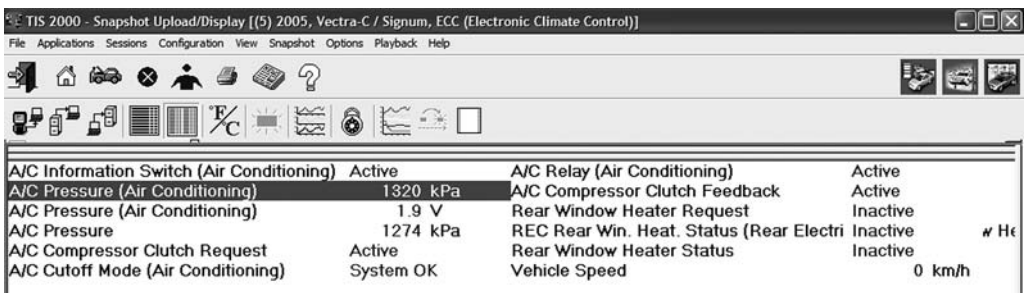 TIS 2000 - Snapshot Upload/Display [(5) 2005, Vectra-C / Signum, ECC (Electronic Climate Control)]
File Applications Sessions Configuration View Snapshot Options Playback Help
°F/C
A/C Information Switch (Air Conditioning) Active A/C Relay (Air Conditioning) Active
A/C Pressure (Air Conditioning) 1320 kPa A/C Compressor Clutch Feedback Active
A/C Pressure (Air Conditioning) 1.9 V Rear Window Heater Request Inactive
A/C Pressure 1274 kPa REC Rear Win. Heat. Status (Rear Electri Inactive w He
A/C Compressor Clutch Request Active Rear Window Heater Status Inactive
A/C Cutoff Mode (Air Conditioning) System OK Vehicle Speed 0 km/h